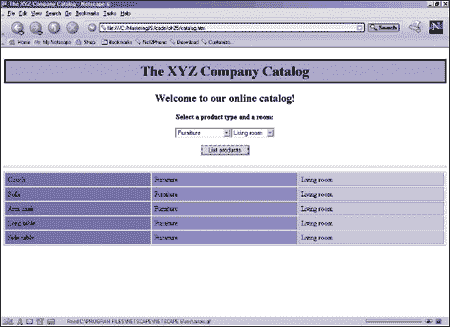 The XYZ Company Catalog - Netscape 6
File Edit View Search Go Bookmarks Tasks Help
Search
Home My Netscape Shop Bookmarks Net2Phone Download Customize...
The XYZ Company Catalog
Welcome to our online catalog!
Select a product type and a room:
Furniture Living room
List products
Couch Furniture Living room
Sofa Furniture Living room
Arm chair Furniture Living room
Long table Furniture Living room
Side table Furniture Living room